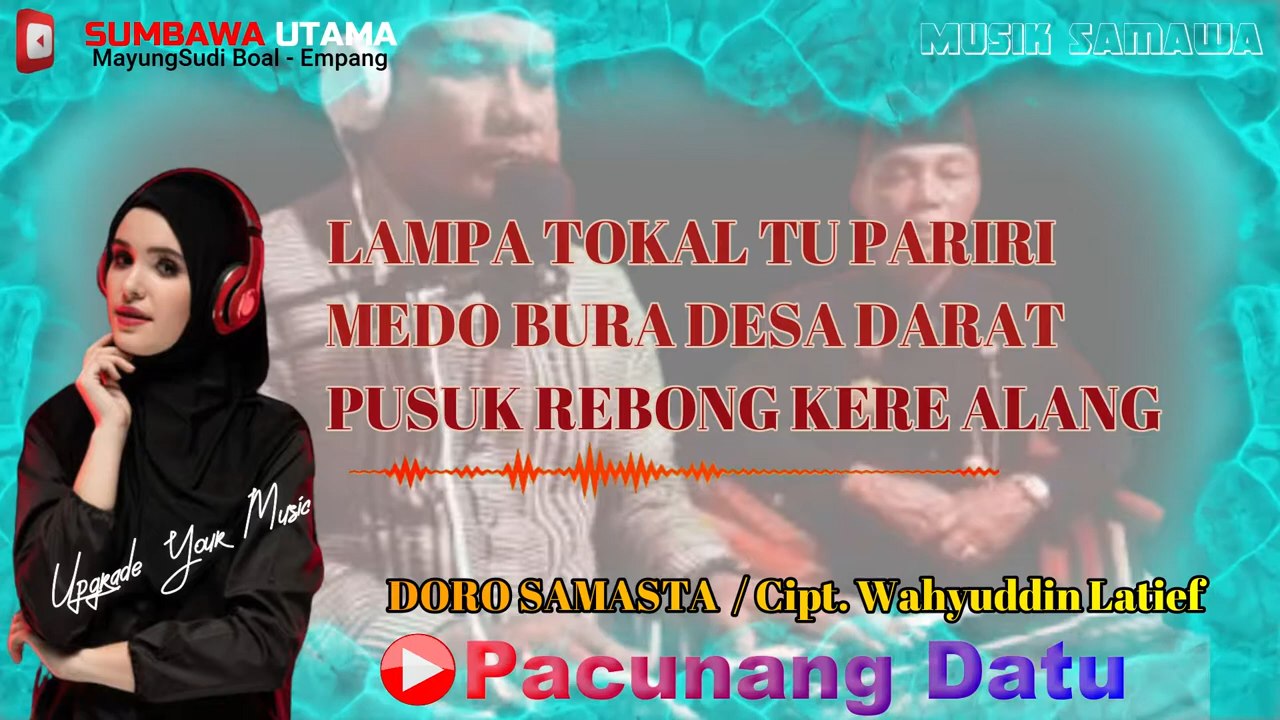 SUMBAWA UTAMA
MayungSudi Boal - Empang
MUSIK SAMAWA
LAMPA TOKAL TU PARIRI
MEDO BURA DESA DARAT
PUSUK REBONG KERE ALANG
Upgrade Your Music
DORO SAMASTA / Cipt. Wahyuddin Latief
Pacunang Datu